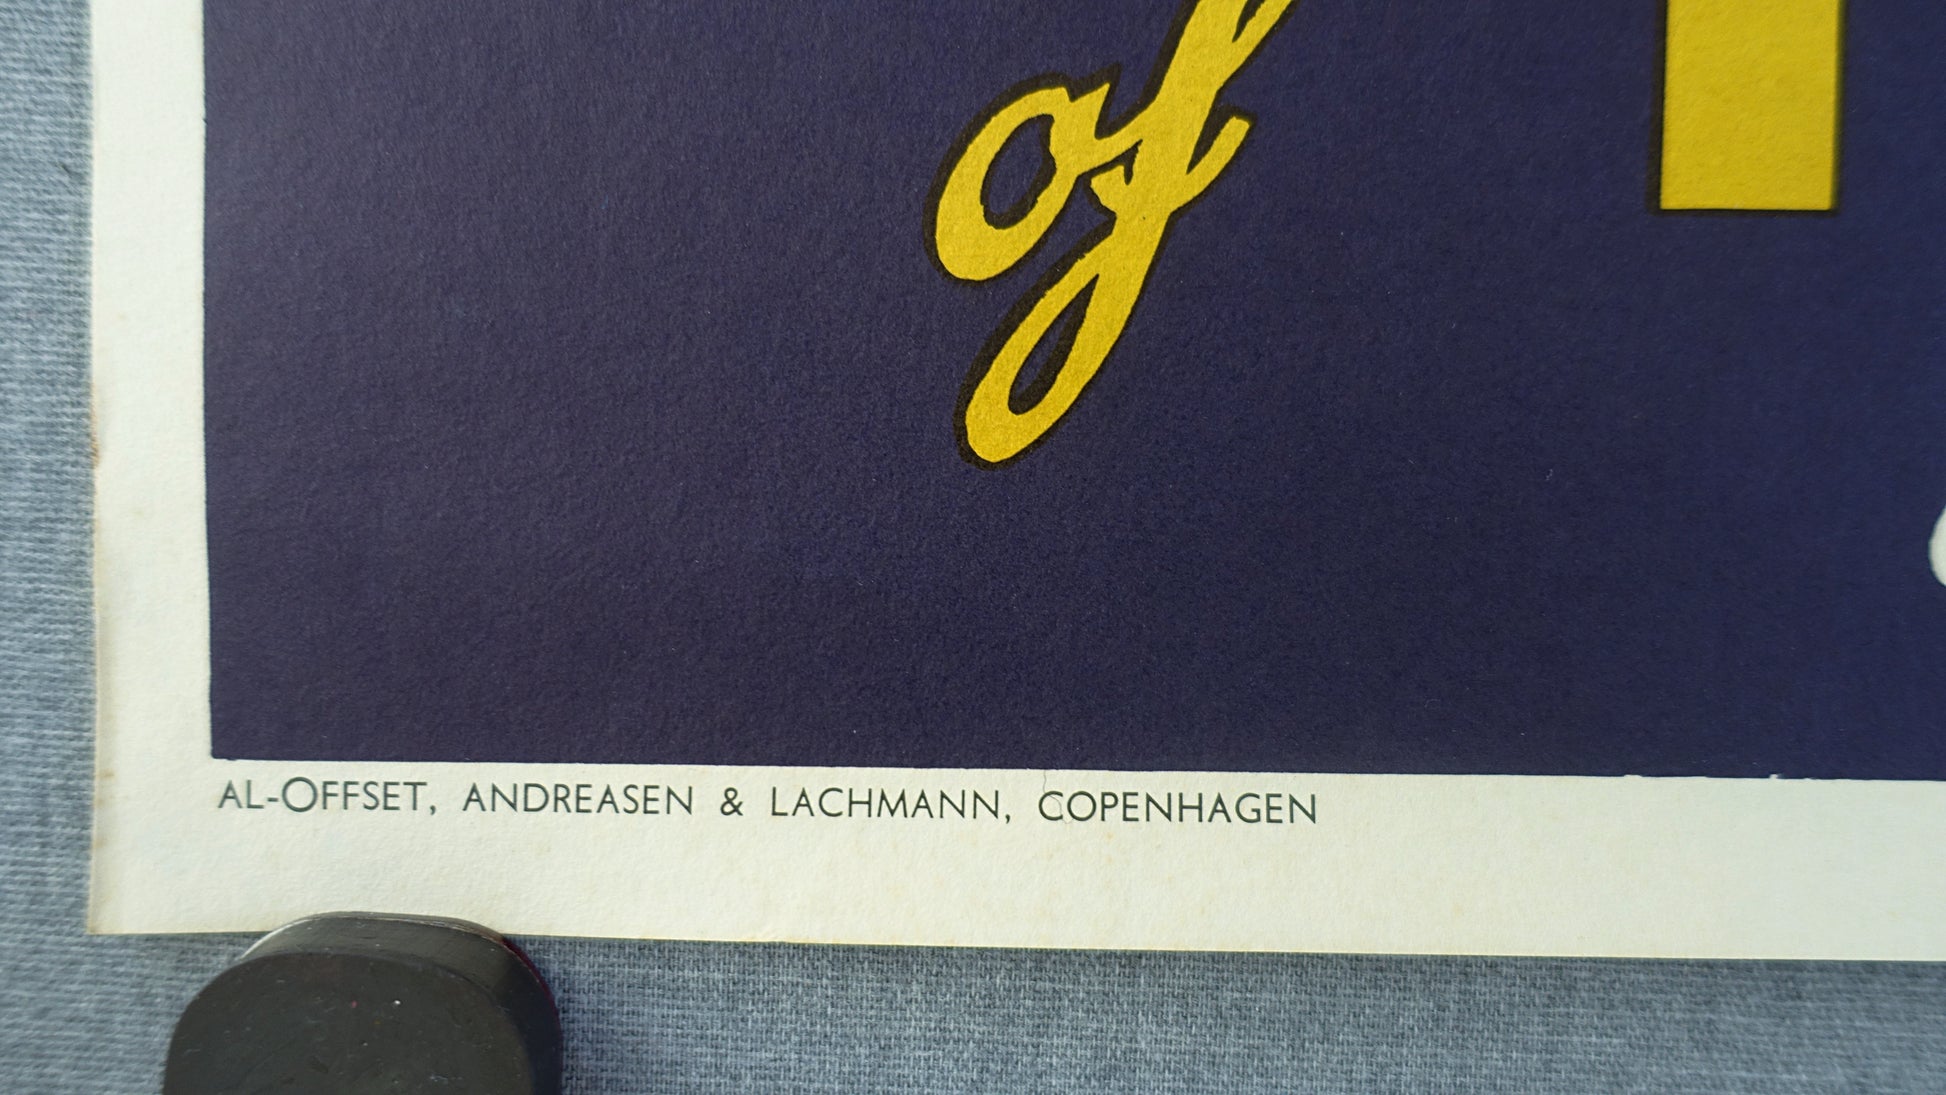 of
AL-OFFSET, ANDREASEN & LACHMANN, COPENHAGEN